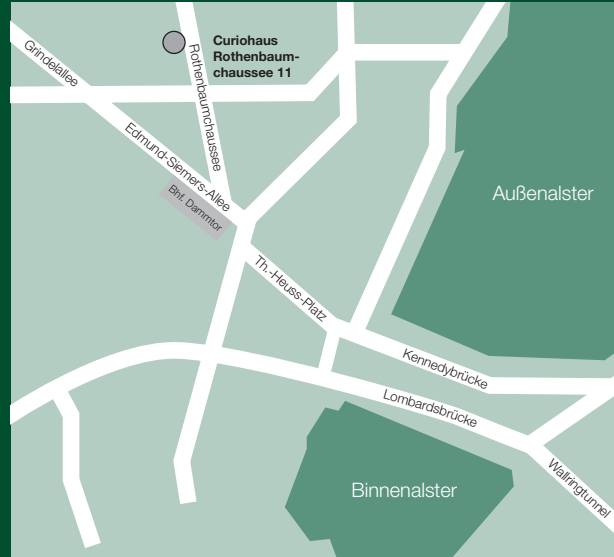 Curiohaus
Rothenbaum-
chaussee 11
Grindelallee
Rothenbaumchaussee
Edmund-Siemers-Allee
Bhf. Dammtor
Außenalster
Th.-Heuss-Platz
Kennedybrücke
Lombardsbrücke
Binnenalster
Wallringtunnel